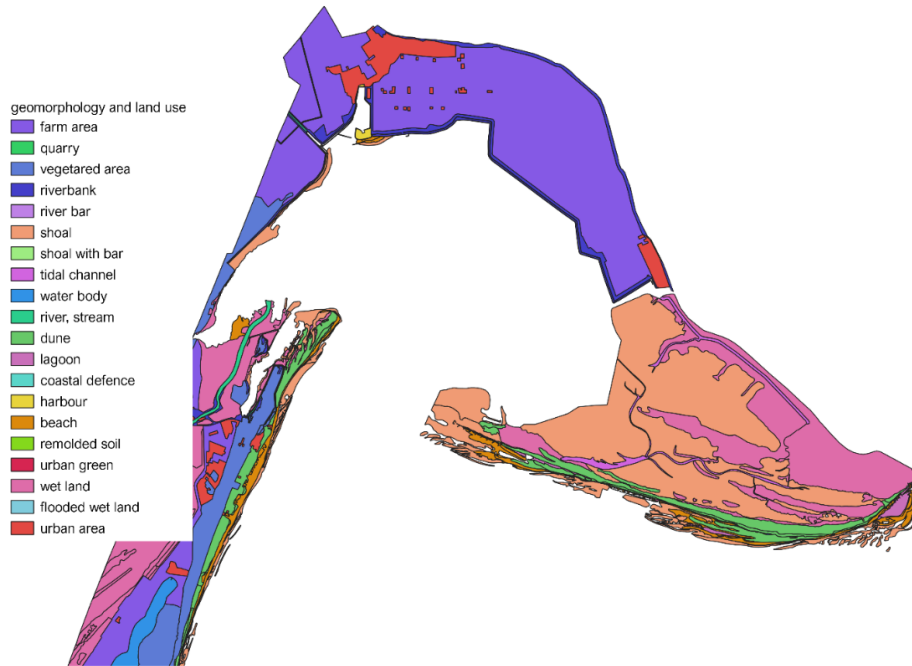 geomorphology and land use
farm area
quarry
vegetared area
riverbank
river bar
shoal
shoal with bar
tidal channel
water body
river, stream
dune
lagoon
coastal defence
harbour
beach
remolded soil
urban green
wet land
flooded wet land
urban area